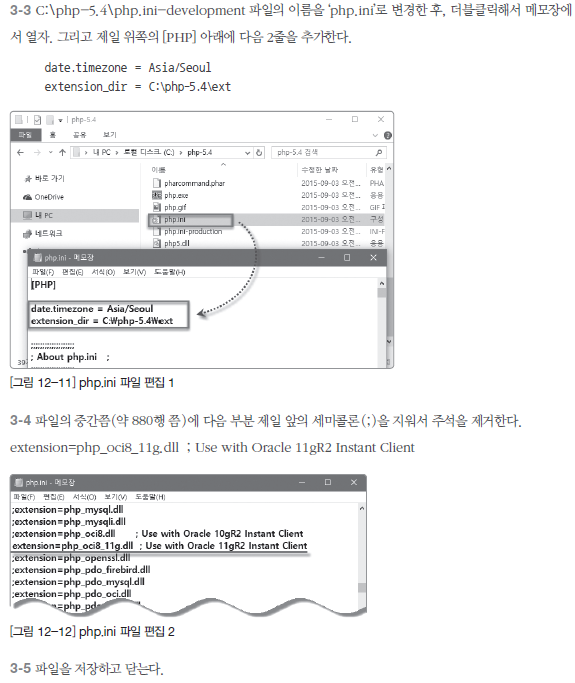 3-3 C:\php-5.4\php.ini-development 파일의 이름을 'php.ini'로 변경한 후, 더블클릭해서 메모장에
서 열자. 그리고 제일 위쪽의 [PHP] 아래에 다음 2줄을 추가한다.
date.timezone = Asia/Seoul
extension_dir = C:\php-5.4\ext
php-5.4
파일 홈 공유 보기
내 PC > 로컬 디스크 (C:) > php-5.4
php-5.4 검색
이름 수정한 날짜 유형
바로 가기
pharcommand.phar 2015-09-03 오전... PHA
OneDrive
php.exe 2015-09-03 오전... 응용
php.gif 2015-09-03 오전... GIF
내 PC
php.ini 2015-09-03 오전... 구성
네트워크
php.ini-production 2015-09-03 오전... INI-F
php5.dll 2015-09-03 오전... 응용
php.ini - 메모장
파일(F) 편집(E) 서식(O) 보기(V) 도움말(H)
[PHP]
date.timezone = Asia/Seoul
extension_dir = C:₩php-5.4₩ext
;;;;;;;;;;;;;;;;;;;
; About php.ini ;
[그림 12-11] php.ini 파일 편집 1
3-4 파일의 중간쯤(약 880행 쯤)에 다음 부분 제일 앞의 세미콜론(;)을 지워서 주석을 제거한다.
extension=php_oci8_11g.dll ; Use with Oracle 11gR2 Instant Client
php.ini - 메모장
파일(F) 편집(E) 서식(O) 보기(V) 도움말(H)
;extension=php_mysql.dll
;extension=php_mysqli.dll
;extension=php_oci8.dll ; Use with Oracle 10gR2 Instant Client
extension=php_oci8_11g.dll ; Use with Oracle 11gR2 Instant Client
;extension=php_openssl.dll
;extension=php_pdo_firebird.dll
;extension=php_pdo_mysql.dll
;extension=php_pdo_oci.dll
[그림 12-12] php.ini 파일 편집 2
3-5 파일을 저장하고 닫는다.